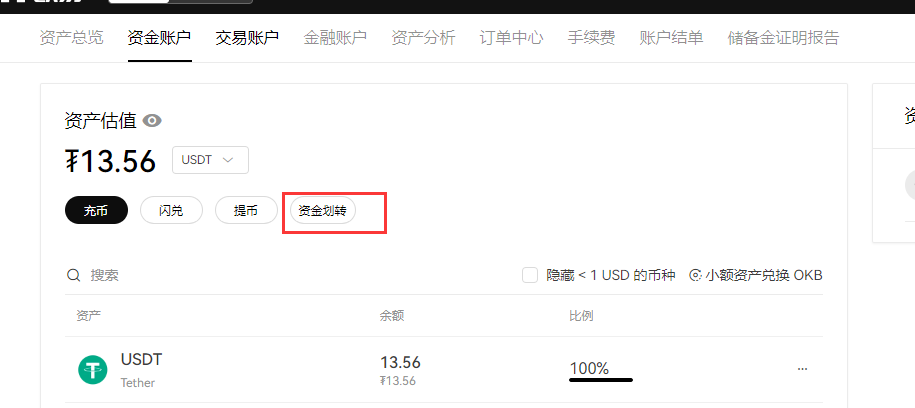 资产总览 资金账户 交易账户 金融账户 资产分析 订单中心 手续费 账户结单 储备金证明报告
资产估值
₮13.56 USDT
充币 闪兑 提币 资金划转
搜索 隐藏 < 1 USD 的币种 小额资产兑换 OKB
资产 余额 比例
USDT 13.56 100% ...
Tether ₮13.56